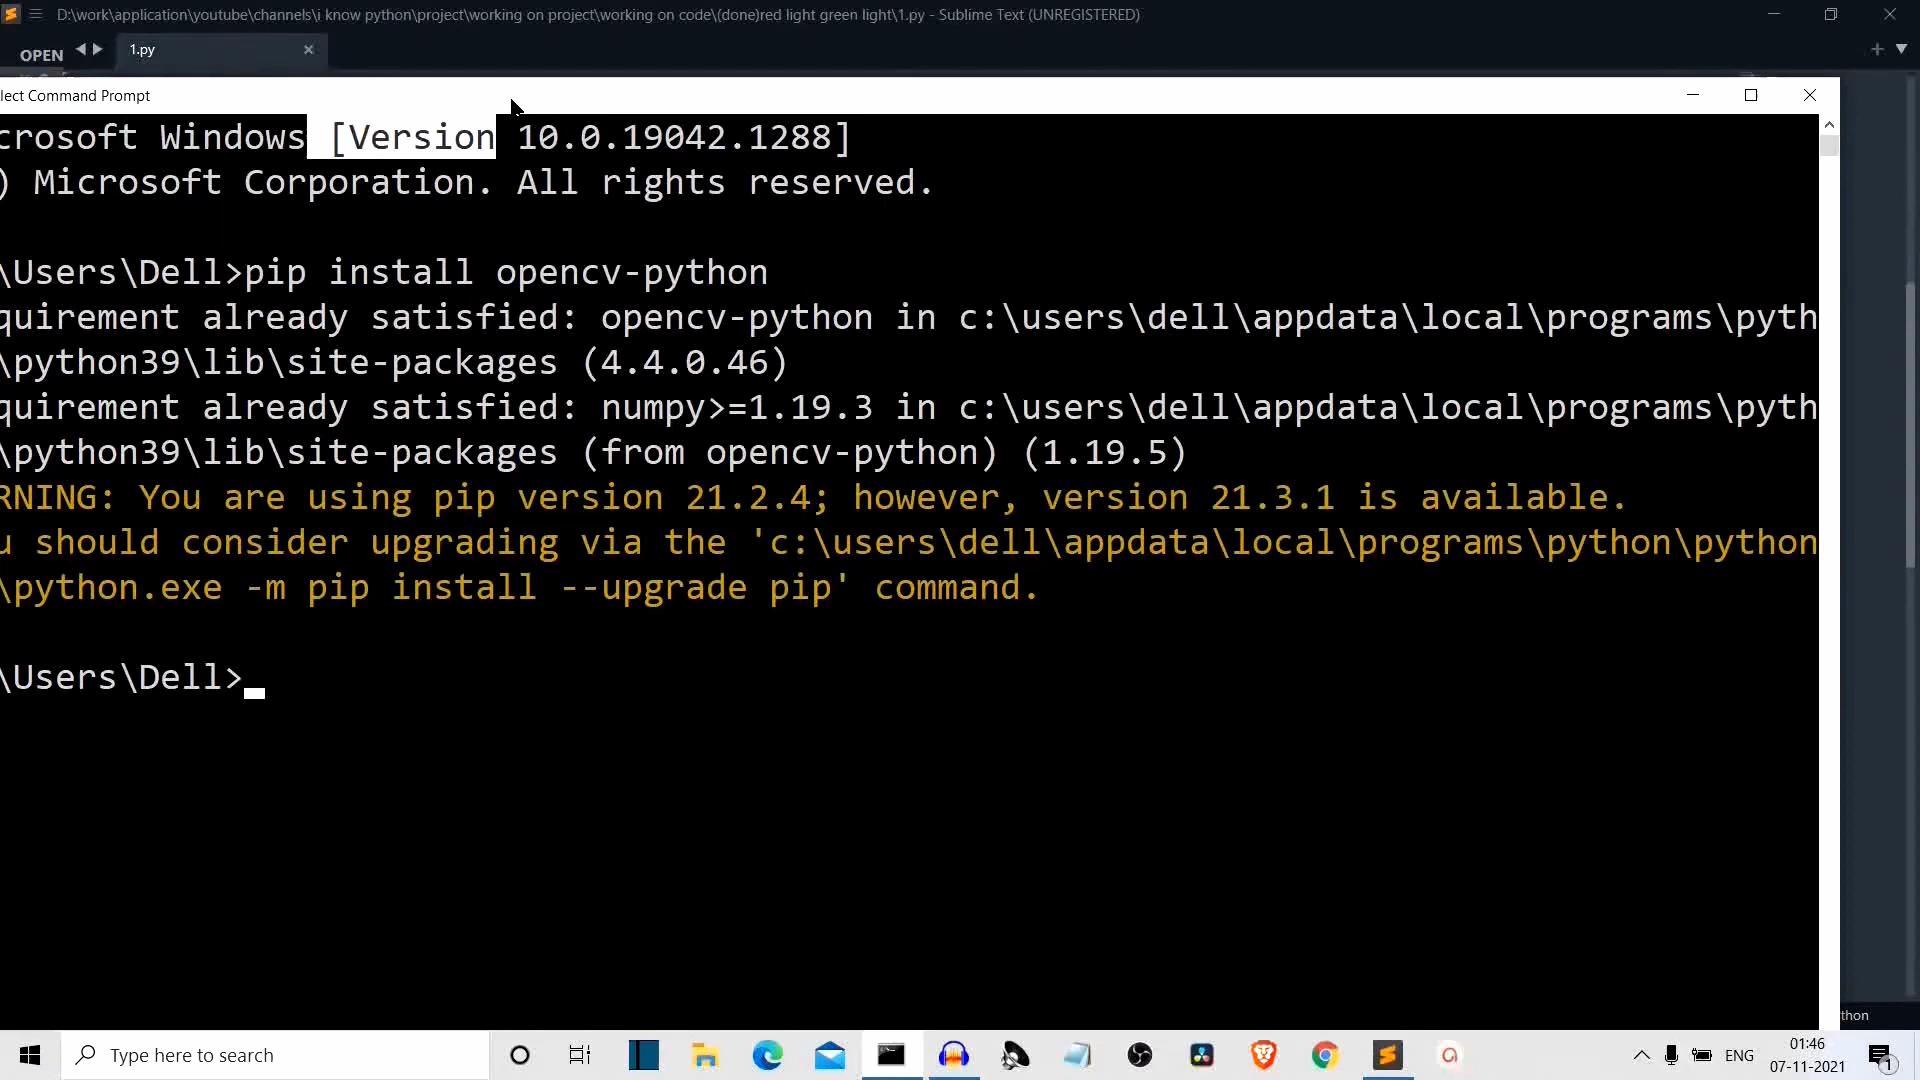 D:\work\application\youtube\channels\i know python\project\working on project\working on code\(done)red light green light\1.py - Sublime Text (UNREGISTERED)
OPEN
1.py
lect Command Prompt
crosoft Windows [Version 10.0.19042.1288]
) Microsoft Corporation. All rights reserved.
\Users\Dell>pip install opencv-python
quirement already satisfied: opencv-python in c:\users\dell\appdata\local\programs\pyth
\python39\lib\site-packages (4.4.0.46)
quirement already satisfied: numpy>=1.19.3 in c:\users\dell\appdata\local\programs\pyth
\python39\lib\site-packages (from opencv-python) (1.19.5)
RNING: You are using pip version 21.2.4; however, version 21.3.1 is available.
u should consider upgrading via the 'c:\users\dell\appdata\local\programs\python\python
\python.exe -m pip install --upgrade pip' command.
\Users\Dell>
thon
Type here to search
ENG
01:46
07-11-2021
1